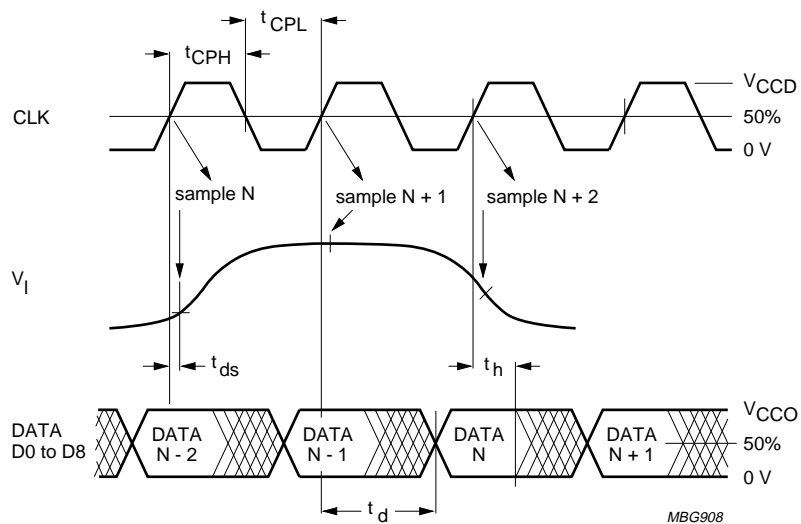 t CPL
t CPH
V CCD
CLK
50%
0 V
sample N
sample N + 1
sample N + 2
V I
t ds
t h
V CCO
DATA
D0 to D8
DATA
N - 2
DATA
N - 1
DATA
N
DATA
N + 1
50%
0 V
t d
MBG908